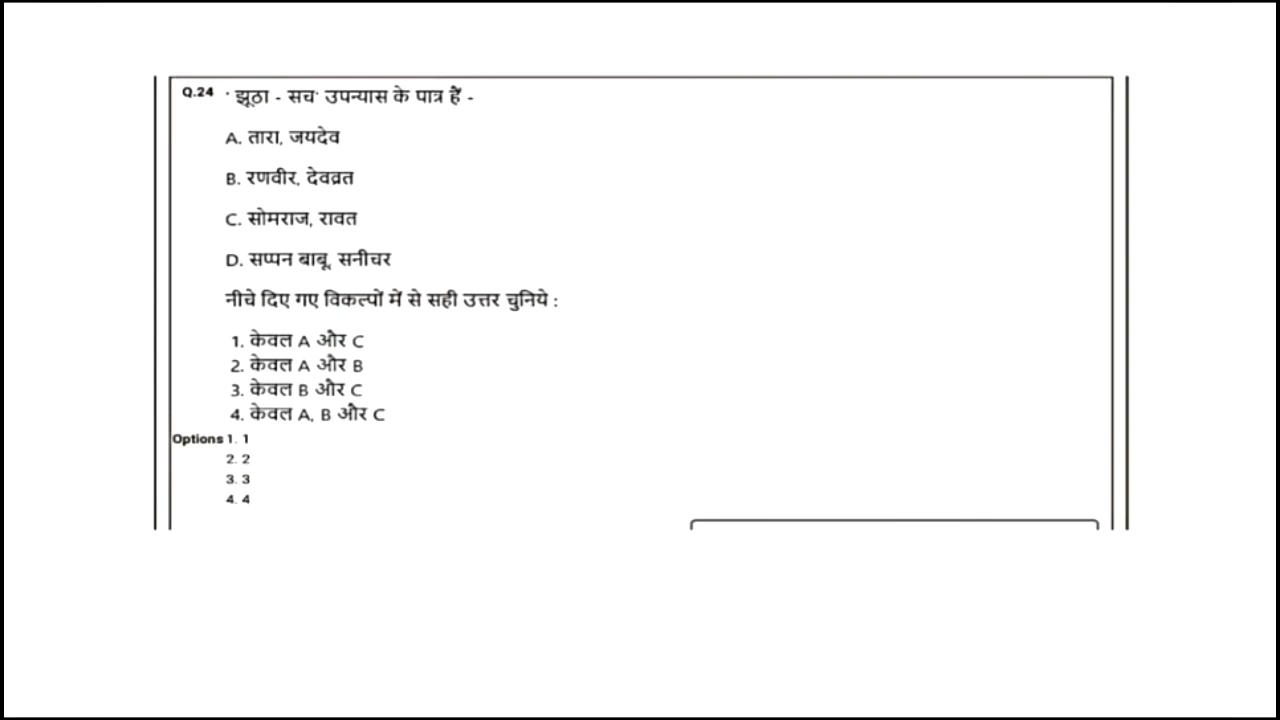 Q.24 ' झूठा - सच' उपन्यास के पात्र हैं -
A. तारा, जयदेव
B. रणवीर, देवव्रत
C. सोमराज, रावत
D. सप्पन बाबू, सनीचर
नीचे दिए गए विकल्पों में से सही उत्तर चुनिये :
1. केवल A और C
2. केवल A और B
3. केवल B और C
4. केवल A, B और C
Options 1. 1
2. 2
3. 3
4. 4